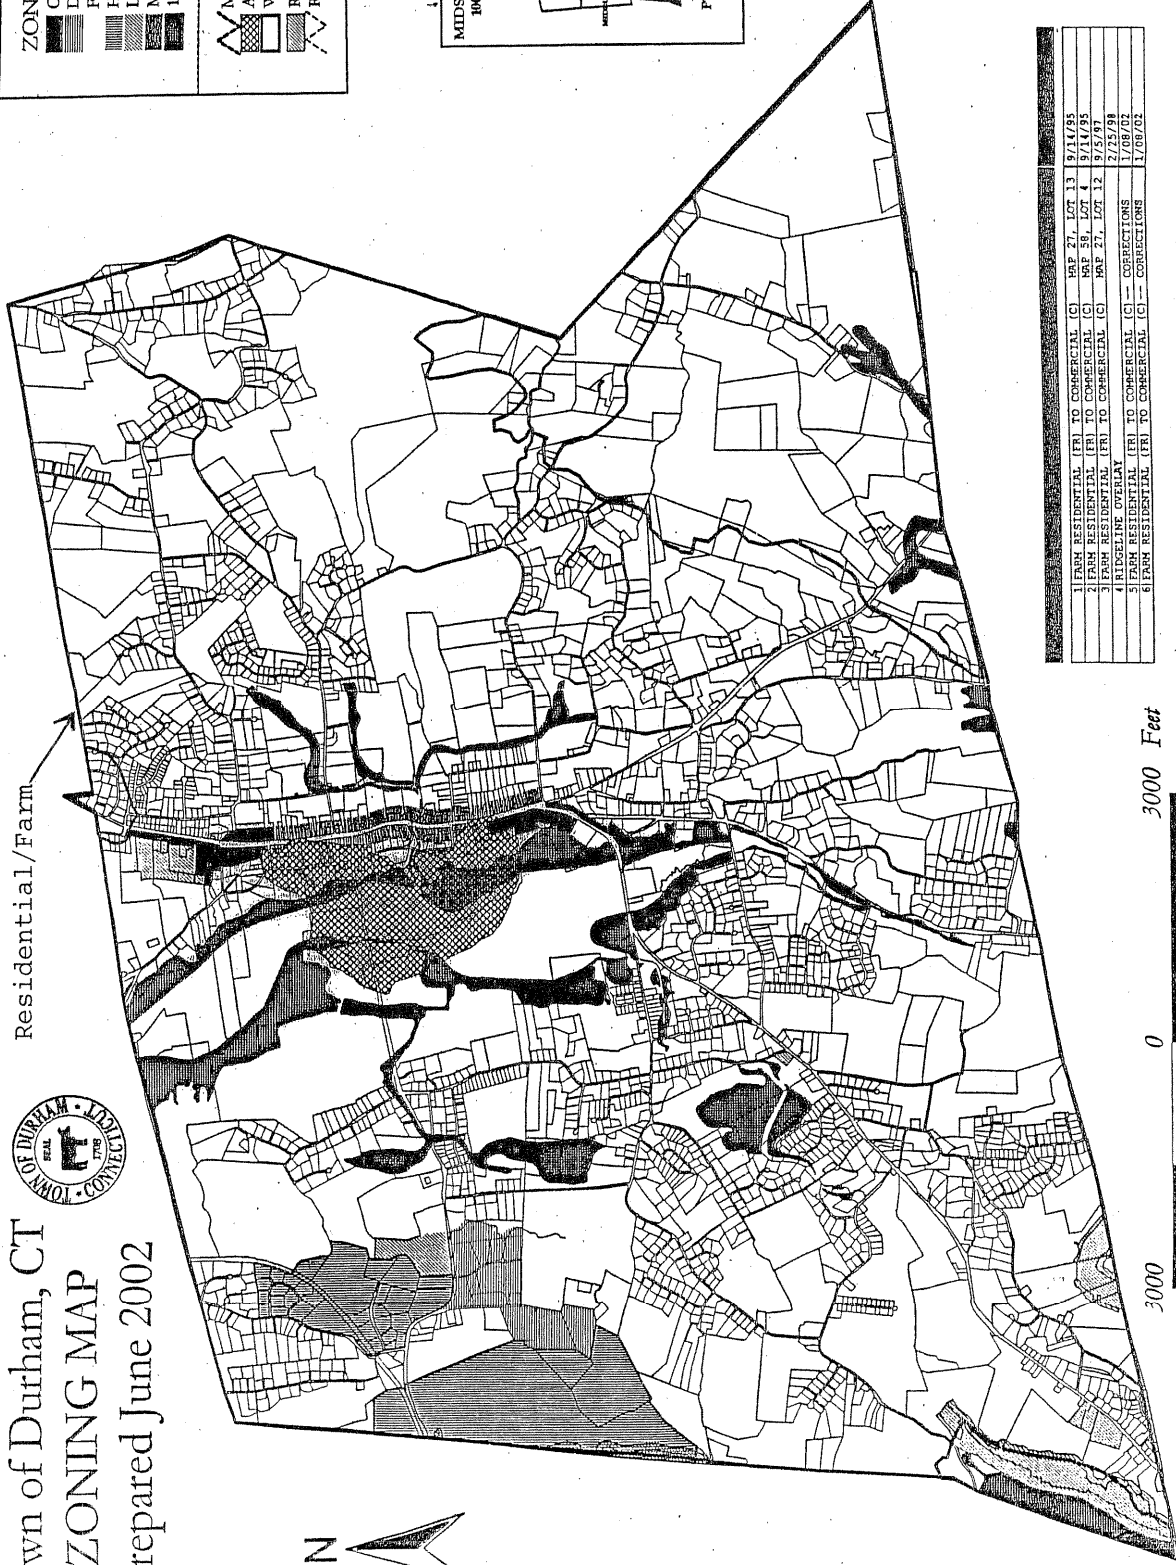 wn of Durham, CT
ZONING MAP
repared June 2002
TOWN OF DURHAM · CONNECTICUT ·
SEAL
1708
Residential/Farm
N
ZON
MIDS
100
3000 0 3000 Feet
1 FARM RESIDENTIAL (FR) TO COMMERCIAL (C) MAP 27, LOT 13 9/14/95
2 FARM RESIDENTIAL (FR) TO COMMERCIAL (C) MAP 58, LOT 4 9/14/95
3 FARM RESIDENTIAL (FR) TO COMMERCIAL (C) MAP 27, LOT 12 9/5/97
4 RIDGELINE OVERLAY 2/25/98
5 FARM RESIDENTIAL (FR) TO COMMERCIAL (C)-- CORRECTIONS 1/08/02
6 FARM RESIDENTIAL (FR) TO COMMERCIAL (C)-- CORRECTIONS 1/08/02